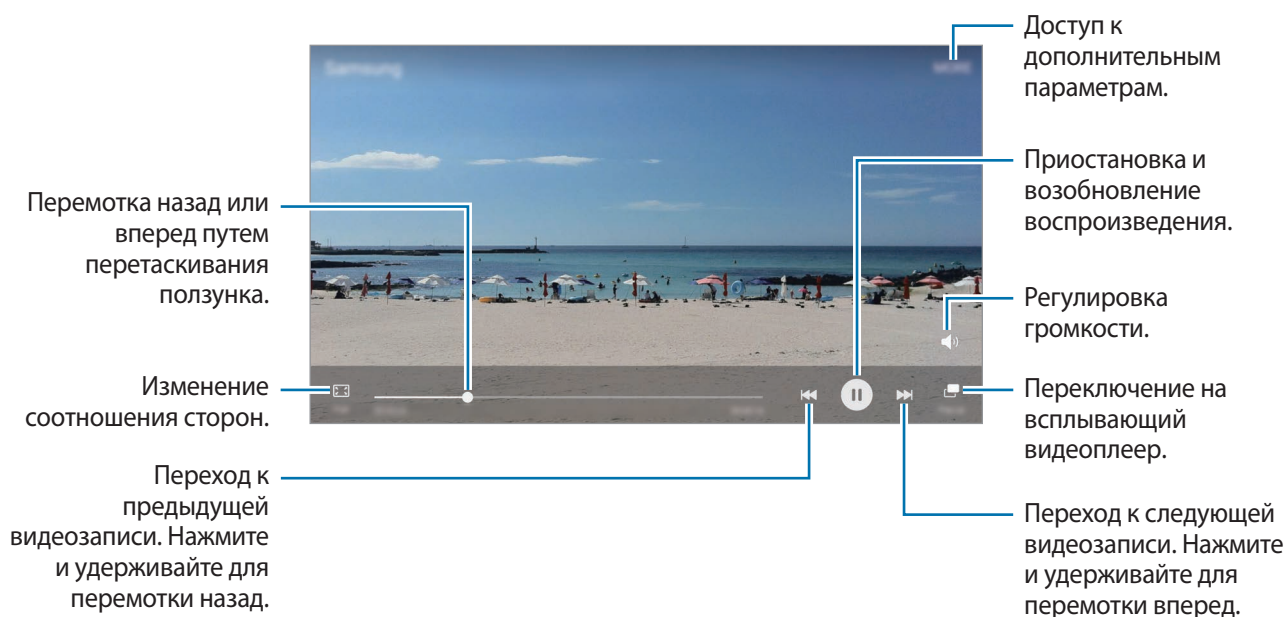 Доступ к
дополнительным
параметрам.
Samsung
Приостановка и
возобновление
воспроизведения.
Перемотка назад или
вперед путем
перетаскивания
ползунка.
Регулировка
громкости.
Изменение
соотношения сторон.
Переключение на
всплывающий
видеоплеер.
Переход к
предыдущей
видеозаписи. Нажмите
и удерживайте для
перемотки назад.
Переход к следующей
видеозаписи. Нажмите
и удерживайте для
перемотки вперед.